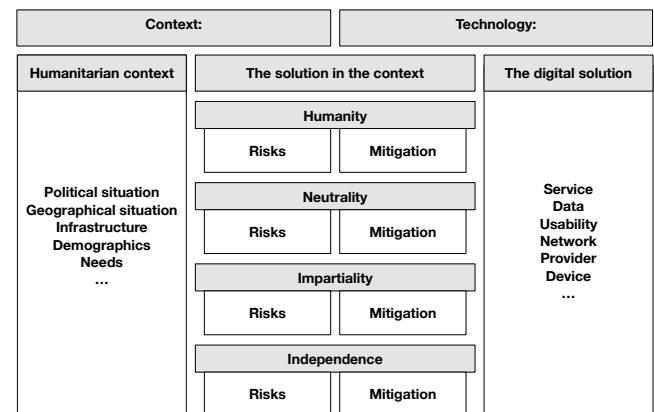 Context:
Technology:
Humanitarian context
The solution in the context
The digital solution
Political situation
Geographical situation
Infrastructure
Demographics
Needs
…
Humanity
Risks
Mitigation
Neutrality
Risks
Mitigation
Impartiality
Risks
Mitigation
Independence
Risks
Mitigation
Service
Data
Usability
Network
Provider
Device
…